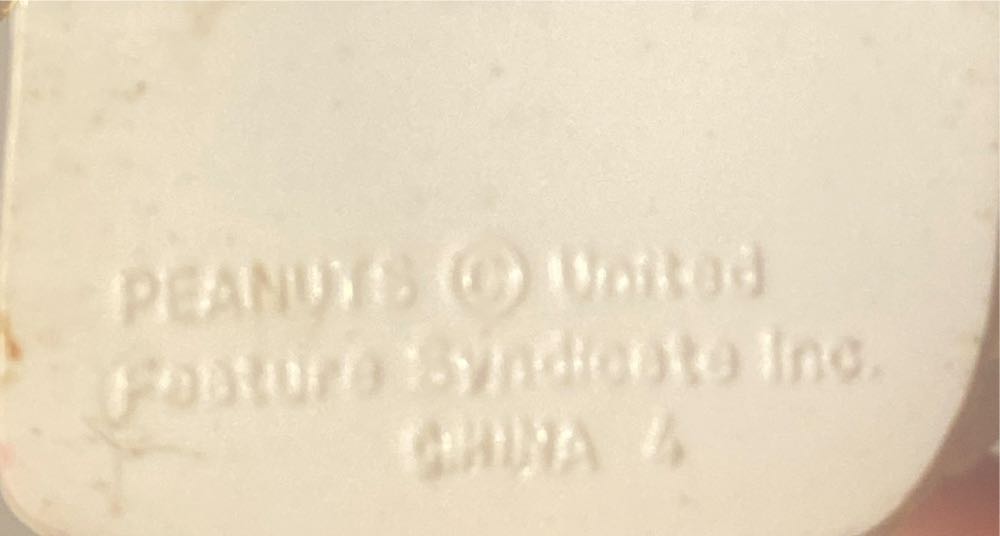 PEANUTS © United
Feature Syndicate Inc.
CHINA 4